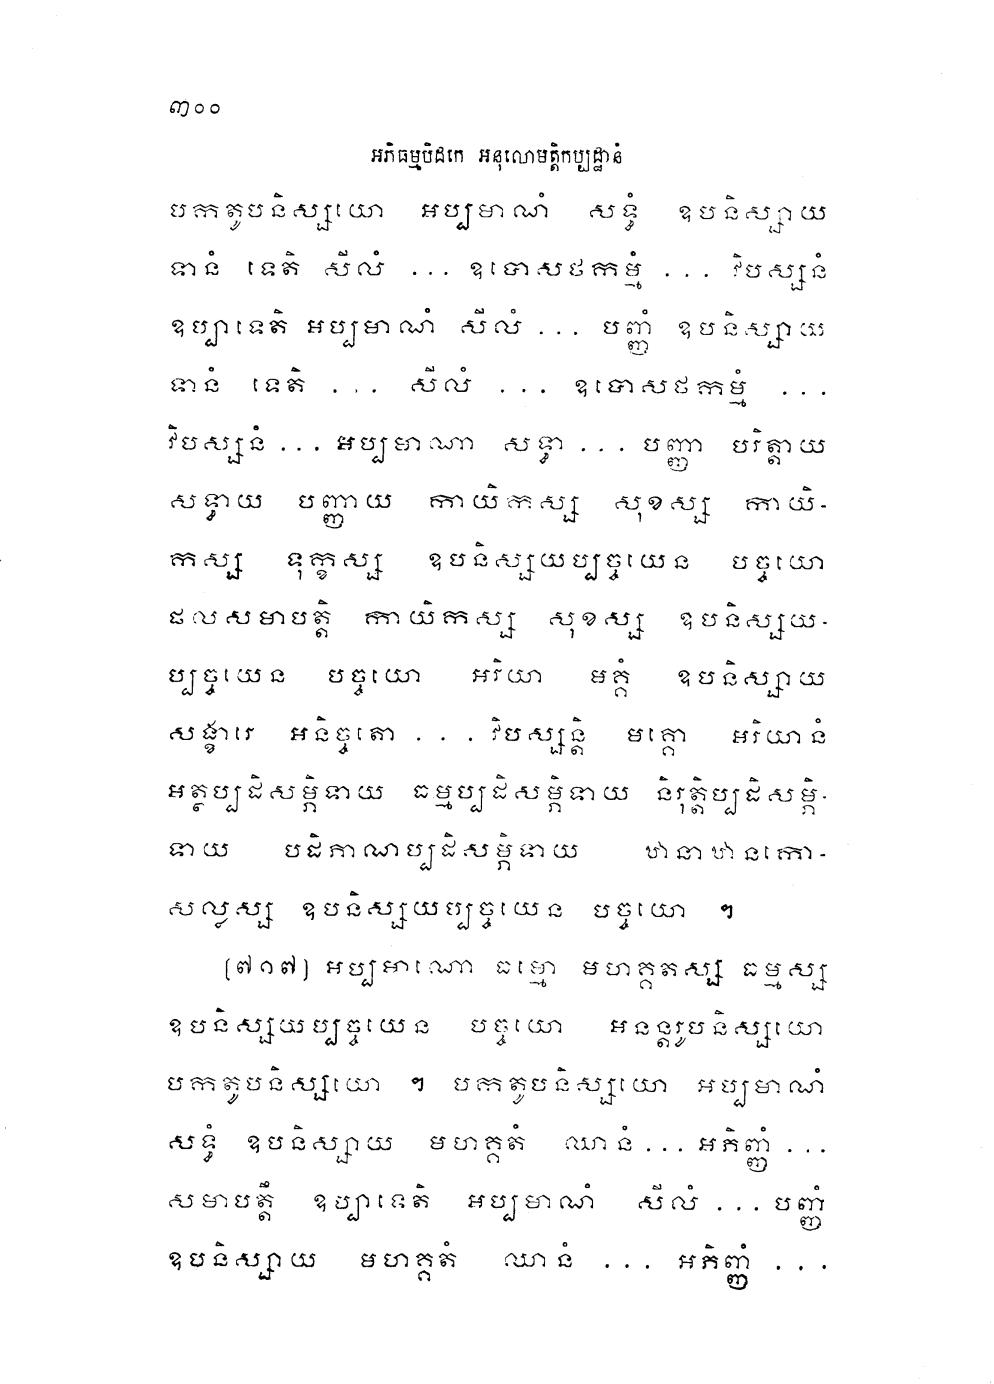 ៣០០
អភិធម្មបិដកេ អនុលោមត្តិកប្បដ្ឋានំ
បកតូបនិស្សយោ អប្បមាណំ សទ្ធំ ឧបនិស្សាយ
ទានំ ទេតិ សីលំ ... ឧបោសថកម្មំ ... វិបស្សនំ
ឧប្បាទេតិ អប្បមាណំ សីលំ ... បញ្ញំ ឧបនិស្សាយ
ទានំ ទេតិ ... សីលំ ... ឧបោសថកម្មំ ...
វិបស្សនំ ... អប្បមាណា សទ្ធា ... បញ្ញា បរិត្តាយ
សទ្ធាយ បញ្ញាយ កាយិកស្ស សុខស្ស កាយិ-
កស្ស ទុក្ខស្ស ឧបនិស្សយប្បច្ចយេន បច្ចយោ
ផលសមាបត្តិ កាយិកស្ស សុខស្ស ឧបនិស្សយ-
ប្បច្ចយេន បច្ចយោ អរិយា មគ្គំ ឧបនិស្សាយ
សង្ខារេ អនិច្ចតោ ... វិបស្សន្តិ មគ្គោ អរិយានំ
អត្ថប្បដិសម្ភិទាយ ធម្មប្បដិសម្ភិទាយ និរុត្តិប្បដិសម្ភិ-
ទាយ បដិភាណប្បដិសម្ភិទាយ ឋានាឋានកោ-
សល្លស្ស ឧបនិស្សយប្បច្ចយេន បច្ចយោ ។
[៧១៧] អប្បមាណោ ធម្មោ មហគ្គតស្ស ធម្មស្ស
ឧបនិស្សយប្បច្ចយេន បច្ចយោ អនន្តរូបនិស្សយោ
បកតូបនិស្សយោ ។ បកតូបនិស្សយោ អប្បមាណំ
សទ្ធំ ឧបនិស្សាយ មហគ្គតំ ឈានំ ... អភិញ្ញំ ...
សមាបត្តឹ ឧប្បាទេតិ អប្បមាណំ សីលំ ... បញ្ញំ
ឧបនិស្សាយ មហគ្គតំ ឈានំ ... អភិញ្ញំ ...